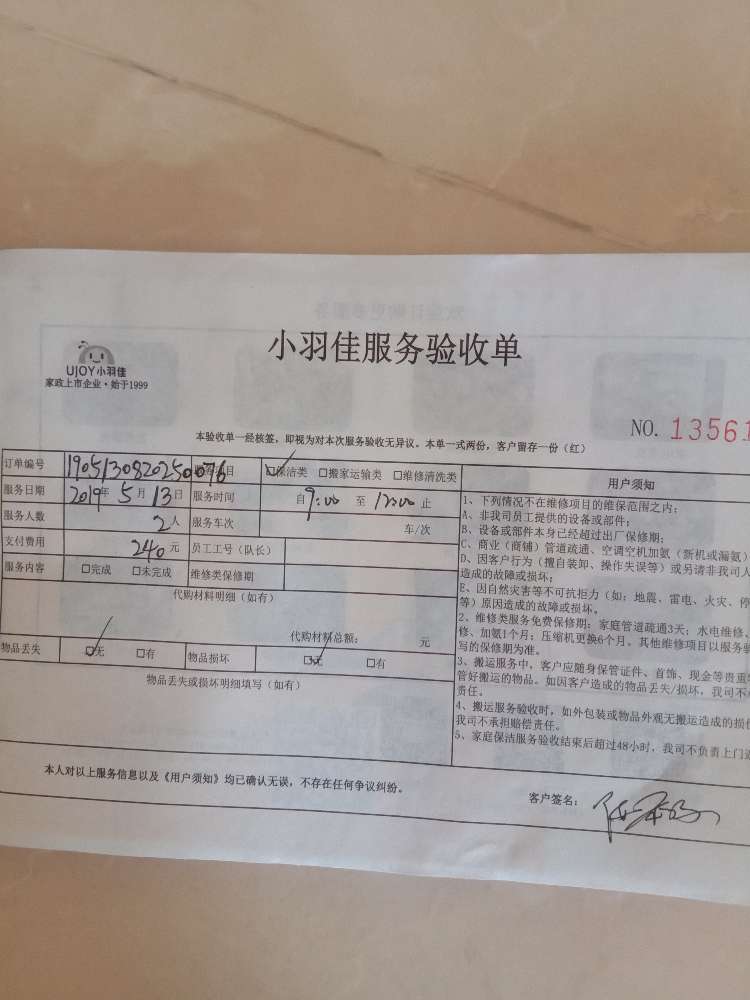 小羽佳服务验收单
UJOY小羽佳
家政上市企业·始于1999
NO. 13561
本验收单一经核签，即视为对本次服务验收无异议。本单一式两份，客户留存一份（红）
订单编号 1905130820250076 服务项目 ☑保洁类 □搬家运输类 □维修清洗类
服务日期 2019年 5月 13日 服务时间 自 9:00 至 12:00 止
服务人数 2人 服务车次 车/次
支付费用 240元 员工工号（队长）
服务内容 □完成 □未完成 维修类保修期
代购材料明细（如有）
代购材料总额： 元
物品丢失 ☑无 □有 物品损坏 ☑无 □有
物品丢失或损坏明细填写（如有）
用户须知
1、下列情况不在维修项目的维保范围之内：
A、非我司员工提供的设备或部件；
B、设备或部件本身已经超过出厂保修期；
C、商业（商铺）管道疏通、空调空机加氨（新机或漏氨）
D、因客户行为（擅自装卸、操作失误等）或另请非我司人
造成的故障或损坏；
E、因自然灾害等不可抗拒力（如：地震、雷电、火灾、停
等）原因造成的故障或损坏。
2、维修类服务免费保修期：家庭管道疏通3天；水电维修、
修、加氨1个月；压缩机更换6个月。其他维修项目以服务验
写的保修期为准。
3、搬运服务中，客户应随身保管证件、首饰、现金等贵重
管好搬运的物品。如因客户造成的物品丢失/损坏，我司不
责任。
4、搬运服务验收时，如外包装或物品外观无搬运造成的损
我司不承担赔偿责任。
5、家庭保洁服务验收结束后超过48小时，我司不负责上门
本人对以上服务信息以及《用户须知》均已确认无误，不存在任何争议纠纷。
客户签名：